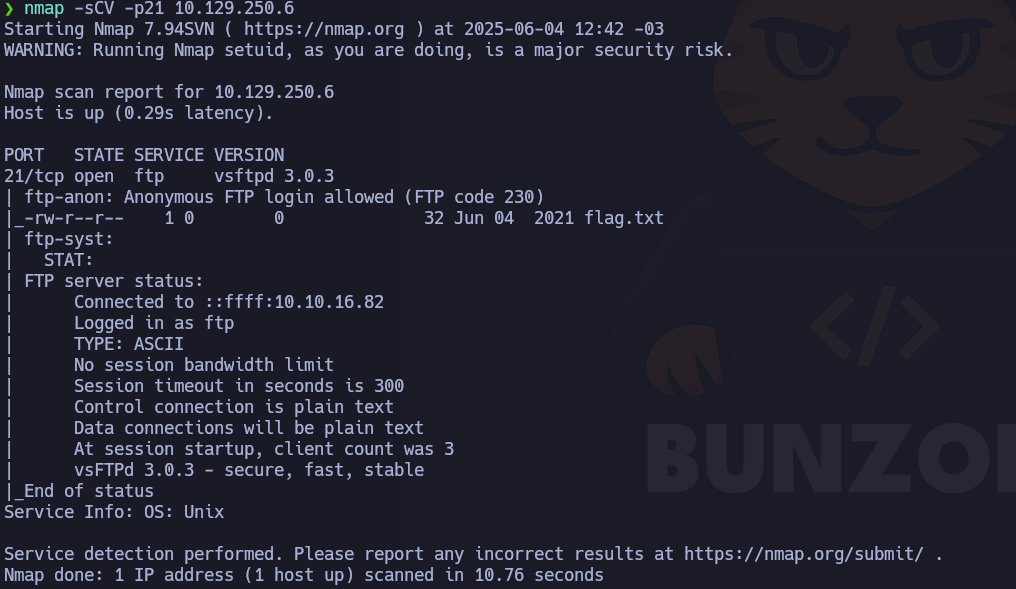 ❯ nmap -sCV -p21 10.129.250.6
Starting Nmap 7.94SVN ( https://nmap.org ) at 2025-06-04 12:42 -03
WARNING: Running Nmap setuid, as you are doing, is a major security risk.

Nmap scan report for 10.129.250.6
Host is up (0.29s latency).

PORT   STATE SERVICE VERSION
21/tcp open  ftp     vsftpd 3.0.3
| ftp-anon: Anonymous FTP login allowed (FTP code 230)
|_-rw-r--r--    1 0        0              32 Jun 04  2021 flag.txt
| ftp-syst:
|   STAT:
| FTP server status:
|      Connected to ::ffff:10.10.16.82
|      Logged in as ftp
|      TYPE: ASCII
|      No session bandwidth limit
|      Session timeout in seconds is 300
|      Control connection is plain text
|      Data connections will be plain text
|      At session startup, client count was 3
|      vsFTPd 3.0.3 - secure, fast, stable
|_End of status
Service Info: OS: Unix

Service detection performed. Please report any incorrect results at https://nmap.org/submit/ .
Nmap done: 1 IP address (1 host up) scanned in 10.76 seconds
</>